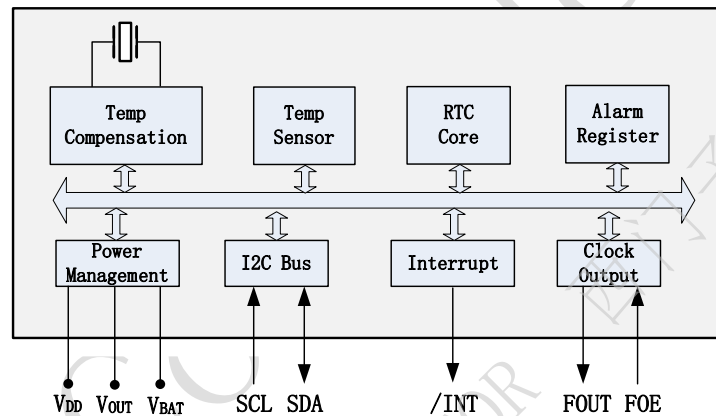 Temp
Compensation
Temp
Sensor
RTC
Core
Alarm
Register
Power
Management
I2C Bus
Interrupt
Clock
Output
VDD
VOUT
VBAT
SCL
SDA
/INT
FOUT
FOE